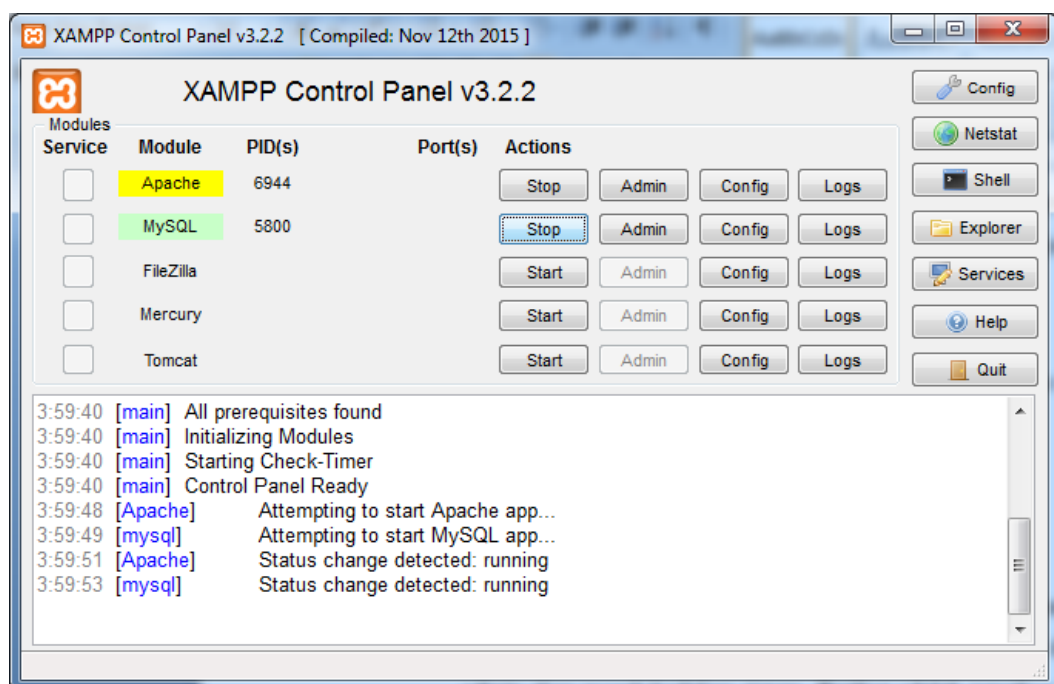 XAMPP Control Panel v3.2.2 [ Compiled: Nov 12th 2015 ]
XAMPP Control Panel v3.2.2
Config
Modules
Service Module PID(s) Port(s) Actions
Netstat
Apache 6944 Stop Admin Config Logs
Shell
MySQL 5800 Stop Admin Config Logs
Explorer
FileZilla Start Admin Config Logs
Services
Mercury Start Admin Config Logs
Help
Tomcat Start Admin Config Logs
Quit
3:59:40 [main] All prerequisites found
3:59:40 [main] Initializing Modules
3:59:40 [main] Starting Check-Timer
3:59:40 [main] Control Panel Ready
3:59:48 [Apache] Attempting to start Apache app...
3:59:49 [mysql] Attempting to start MySQL app...
3:59:51 [Apache] Status change detected: running
3:59:53 [mysql] Status change detected: running